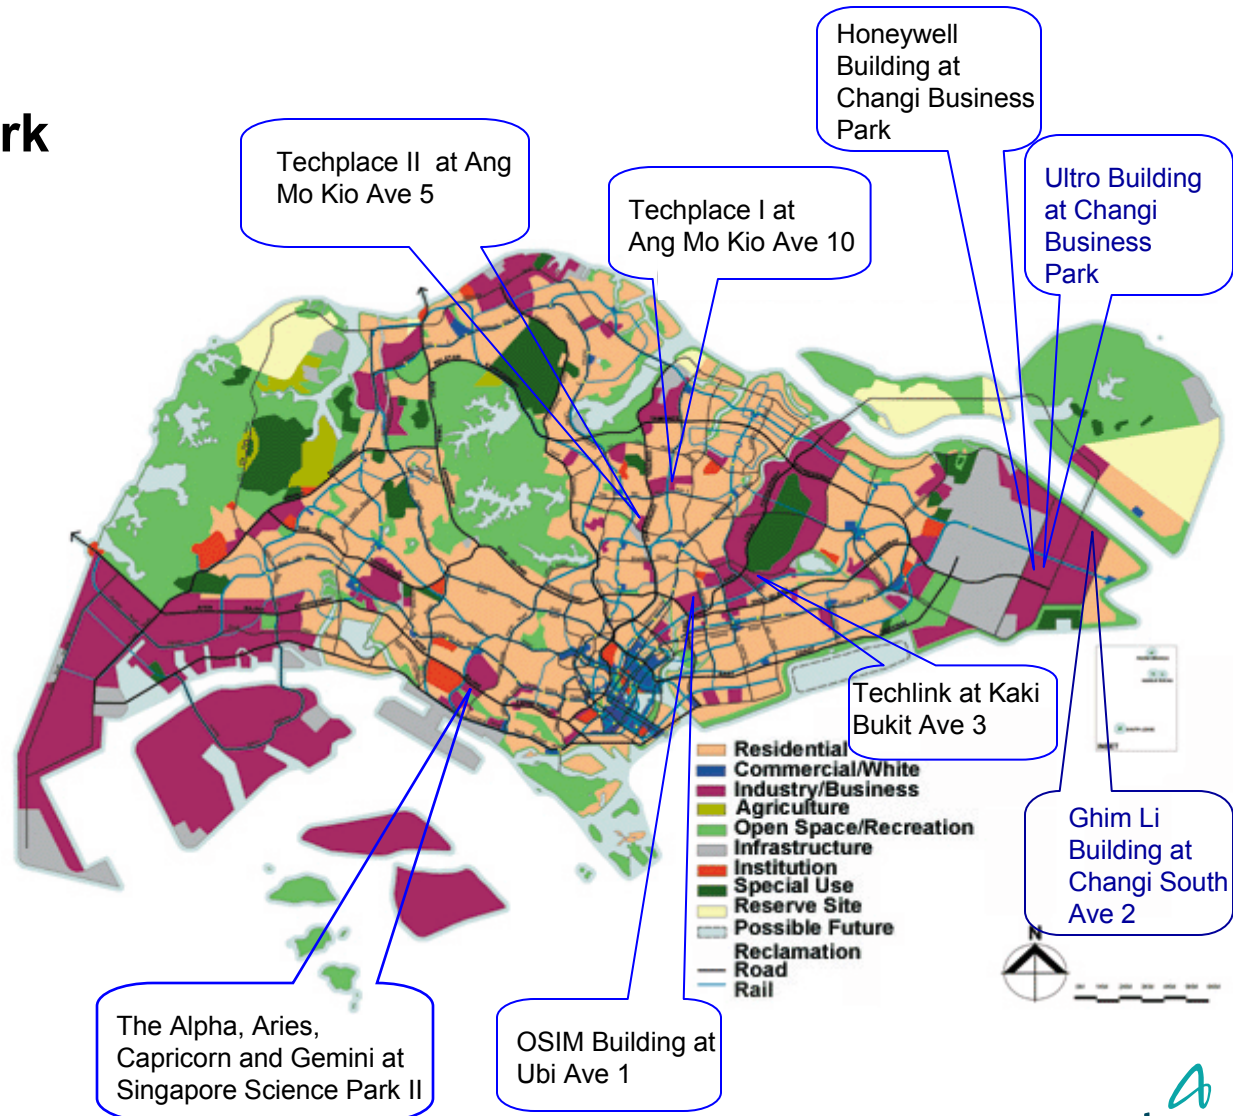 rk
Honeywell
Building at
Changi Business
Park
Techplace II at Ang
Mo Kio Ave 5
Techplace I at
Ang Mo Kio Ave 10
Ultro Building
at Changi
Business
Park
Techlink at Kaki
Bukit Ave 3
Residential
Commercial/White
Industry/Business
Agriculture
Open Space/Recreation
Infrastructure
Institution
Special Use
Reserve Site
Possible Future
Reclamation
Road
Rail
Ghim Li
Building at
Changi South
Ave 2
N
The Alpha, Aries,
Capricorn and Gemini at
Singapore Science Park II
OSIM Building at
Ubi Ave 1